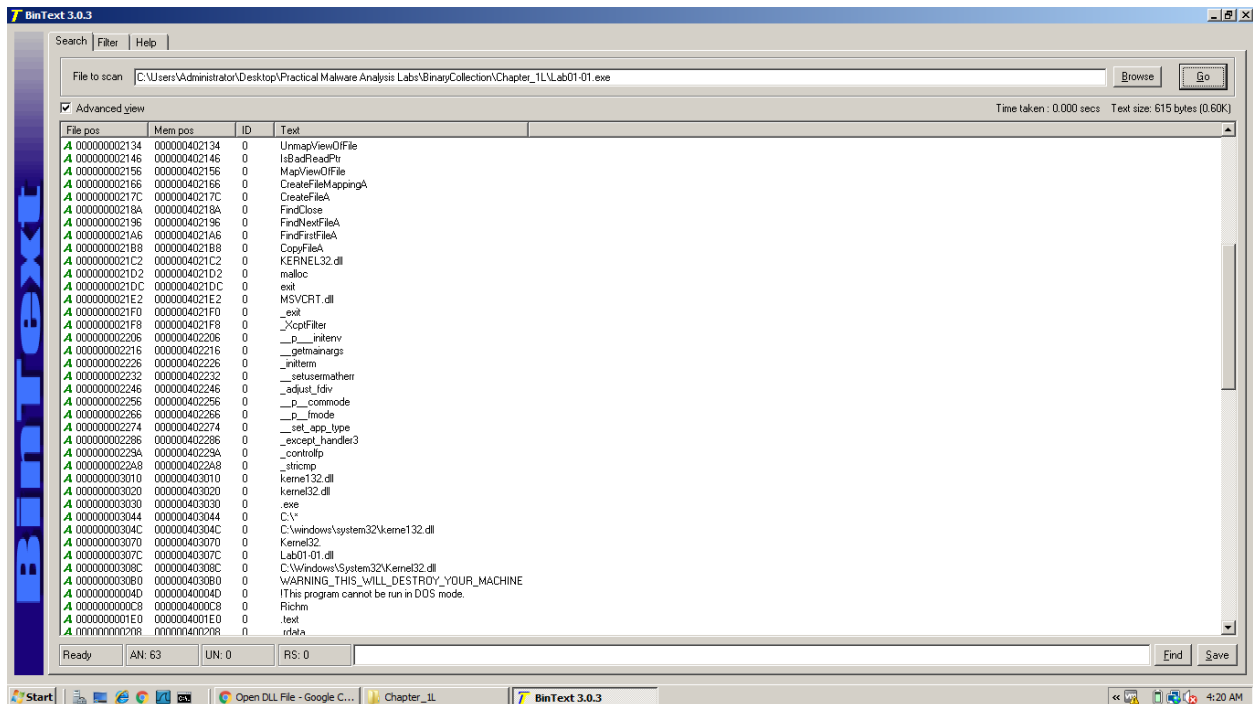 BinText 3.0.3
Search Filter Help
File to scan C:\Users\Administrator\Desktop\Practical Malware Analysis Labs\BinaryCollection\Chapter_1L\Lab01-01.exe Browse Go
Advanced view Time taken : 0.000 secs Text size: 615 bytes (0.60K)
File pos Mem pos ID Text
A 000000002134 000000402134 0 UnmapViewOfFile
A 000000002146 000000402146 0 IsBadReadPtr
A 000000002156 000000402156 0 MapViewOfFile
A 000000002166 000000402166 0 CreateFileMappingA
A 00000000217C 00000040217C 0 CreateFileA
A 00000000218A 00000040218A 0 FindClose
A 000000002196 000000402196 0 FindNextFileA
A 0000000021A6 0000004021A6 0 FindFirstFileA
A 0000000021B8 0000004021B8 0 CopyFileA
A 0000000021C2 0000004021C2 0 KERNEL32.dll
A 0000000021D2 0000004021D2 0 malloc
A 0000000021DC 0000004021DC 0 exit
A 0000000021E2 0000004021E2 0 MSVCRT.dll
A 0000000021F0 0000004021F0 0 _exit
A 0000000021F8 0000004021F8 0 _XcptFilter
A 000000002206 000000402206 0 __p___initenv
A 000000002216 000000402216 0 __getmainargs
A 000000002226 000000402226 0 _initterm
A 000000002232 000000402232 0 __setusermatherr
A 000000002246 000000402246 0 _adjust_fdiv
A 000000002256 000000402256 0 __p__commode
A 000000002266 000000402266 0 __p__fmode
A 000000002274 000000402274 0 __set_app_type
A 000000002286 000000402286 0 _except_handler3
A 00000000229A 00000040229A 0 _controlfp
A 0000000022A8 0000004022A8 0 _stricmp
A 000000003010 000000403010 0 kerne132.dll
A 000000003020 000000403020 0 kernel32.dll
A 000000003030 000000403030 0 .exe
A 000000003044 000000403044 0 C:\*
A 00000000304C 00000040304C 0 C:\windows\system32\kerne132.dll
A 000000003070 000000403070 0 Kernel32.
A 00000000307C 00000040307C 0 Lab01-01.dll
A 00000000308C 00000040308C 0 C:\Windows\System32\Kernel32.dll
A 0000000030B0 0000004030B0 0 WARNING_THIS_WILL_DESTROY_YOUR_MACHINE
A 00000000004D 00000040004D 0 !This program cannot be run in DOS mode.
A 0000000000C8 0000004000C8 0 Richm
A 0000000001E0 0000004001E0 0 .text
A 000000000208 000000400208 0 .rdata
BinText
Ready AN: 63 UN: 0 RS: 0 Find Save
Start Open DLL File - Google C... Chapter_1L BinText 3.0.3 « 4:20 AM